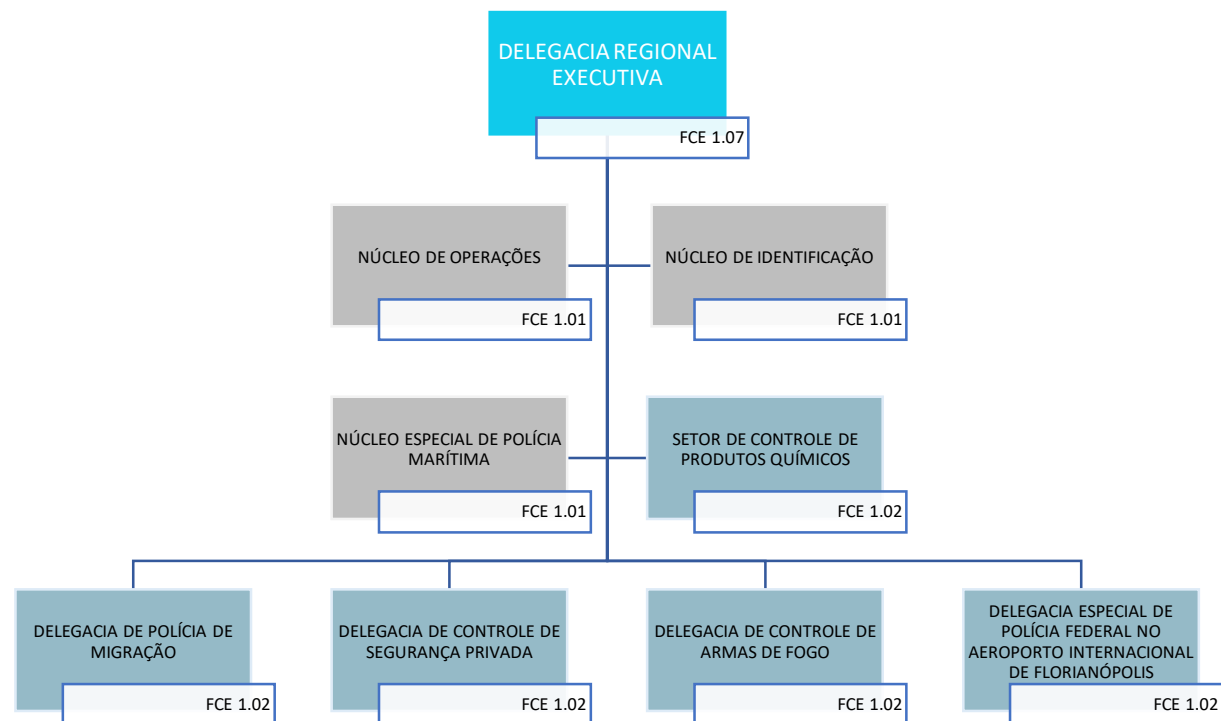 DELEGACIA REGIONAL
EXECUTIVA
FCE 1.07
NÚCLEO DE OPERAÇÕES
FCE 1.01
NÚCLEO DE IDENTIFICAÇÃO
FCE 1.01
NÚCLEO ESPECIAL DE POLÍCIA
MARÍTIMA
FCE 1.01
SETOR DE CONTROLE DE
PRODUTOS QUÍMICOS
FCE 1.02
DELEGACIA DE POLÍCIA DE
MIGRAÇÃO
FCE 1.02
DELEGACIA DE CONTROLE DE
SEGURANÇA PRIVADA
FCE 1.02
DELEGACIA DE CONTROLE DE
ARMAS DE FOGO
FCE 1.02
DELEGACIA ESPECIAL DE
POLÍCIA FEDERAL NO
AEROPORTO INTERNACIONAL
DE FLORIANÓPOLIS
FCE 1.02